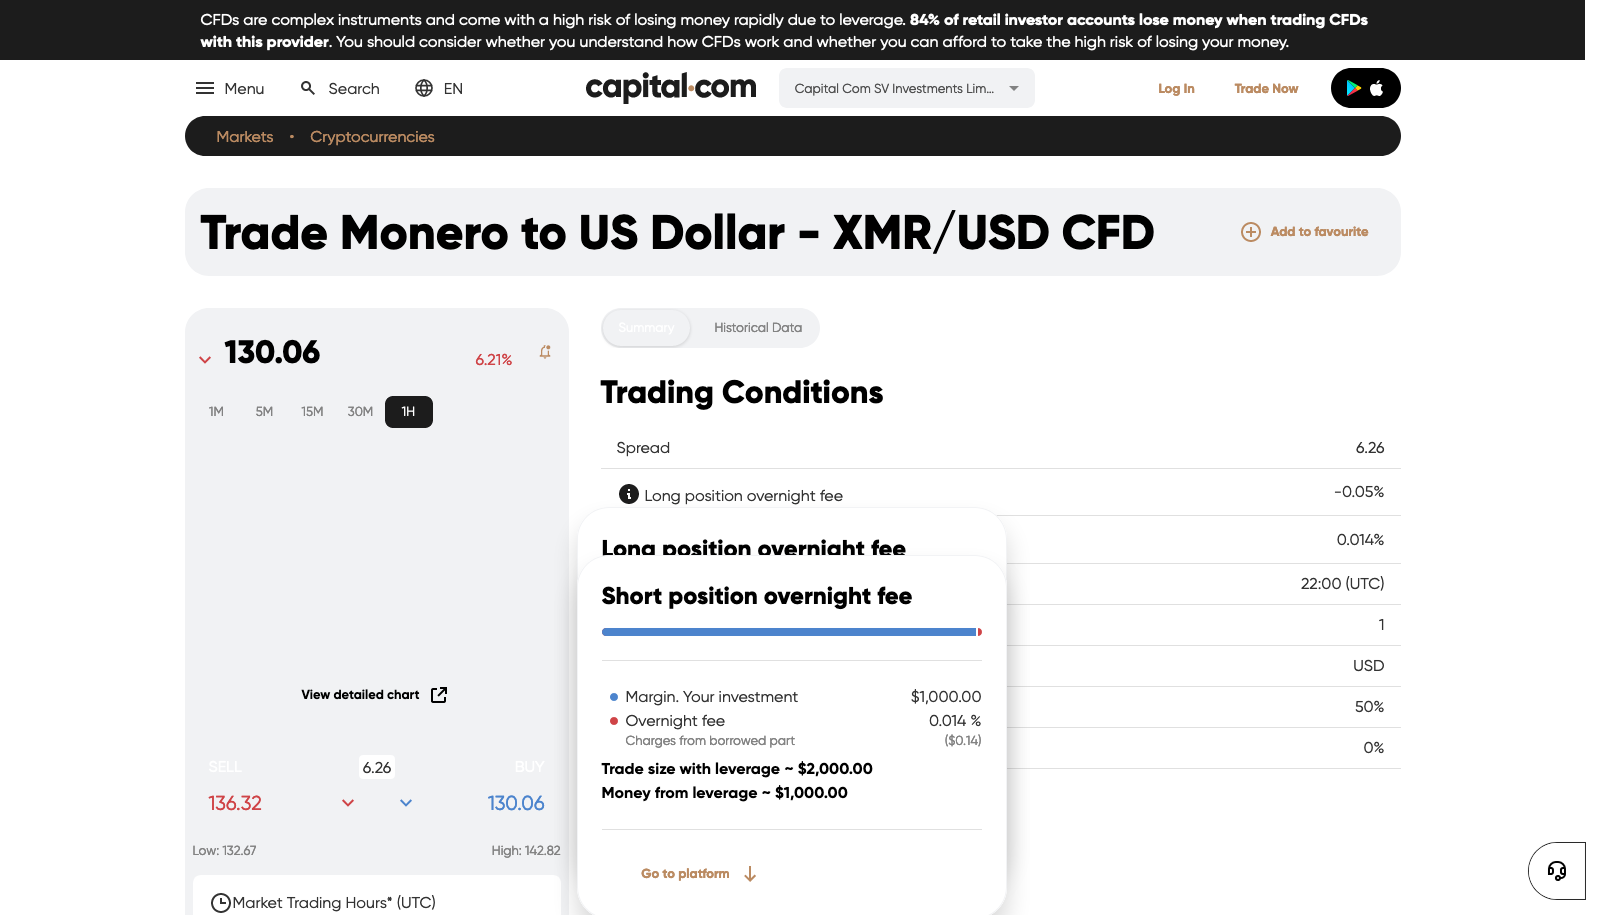 CFDs are complex instruments and come with a high risk of losing money rapidly due to leverage. 84% of retail investor accounts lose money when trading CFDs
with this provider. You should consider whether you understand how CFDs work and whether you can afford to take the high risk of losing your money.
Menu Search EN capital.com Capital Com SV Investments Lim... Log In Trade Now
Markets • Cryptocurrencies
Trade Monero to US Dollar - XMR/USD CFD Add to favourite
130.06 6.21%
1M 5M 15M 30M 1H
View detailed chart
SELL 6.26 BUY
136.32 130.06
Low: 132.67 High: 142.82
Market Trading Hours* (UTC)
Summary Historical Data
Trading Conditions
Spread 6.26
Long position overnight fee -0.05%
0.014%
22:00 (UTC)
1
USD
50%
0%
Long position overnight fee
Short position overnight fee
Margin. Your investment $1,000.00
Overnight fee 0.014 %
Charges from borrowed part ($0.14)
Trade size with leverage ~ $2,000.00
Money from leverage ~ $1,000.00
Go to platform